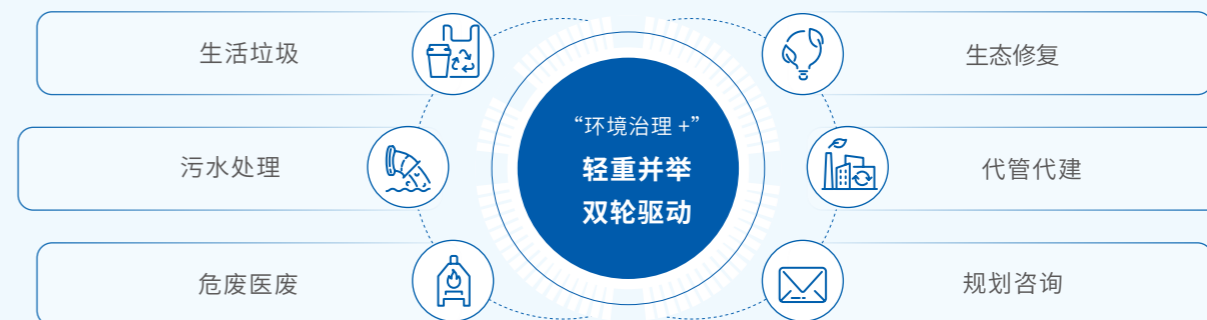 生活垃圾
污水处理
危废医废
“环境治理 +”
轻重并举
双轮驱动
生态修复
代管代建
规划咨询